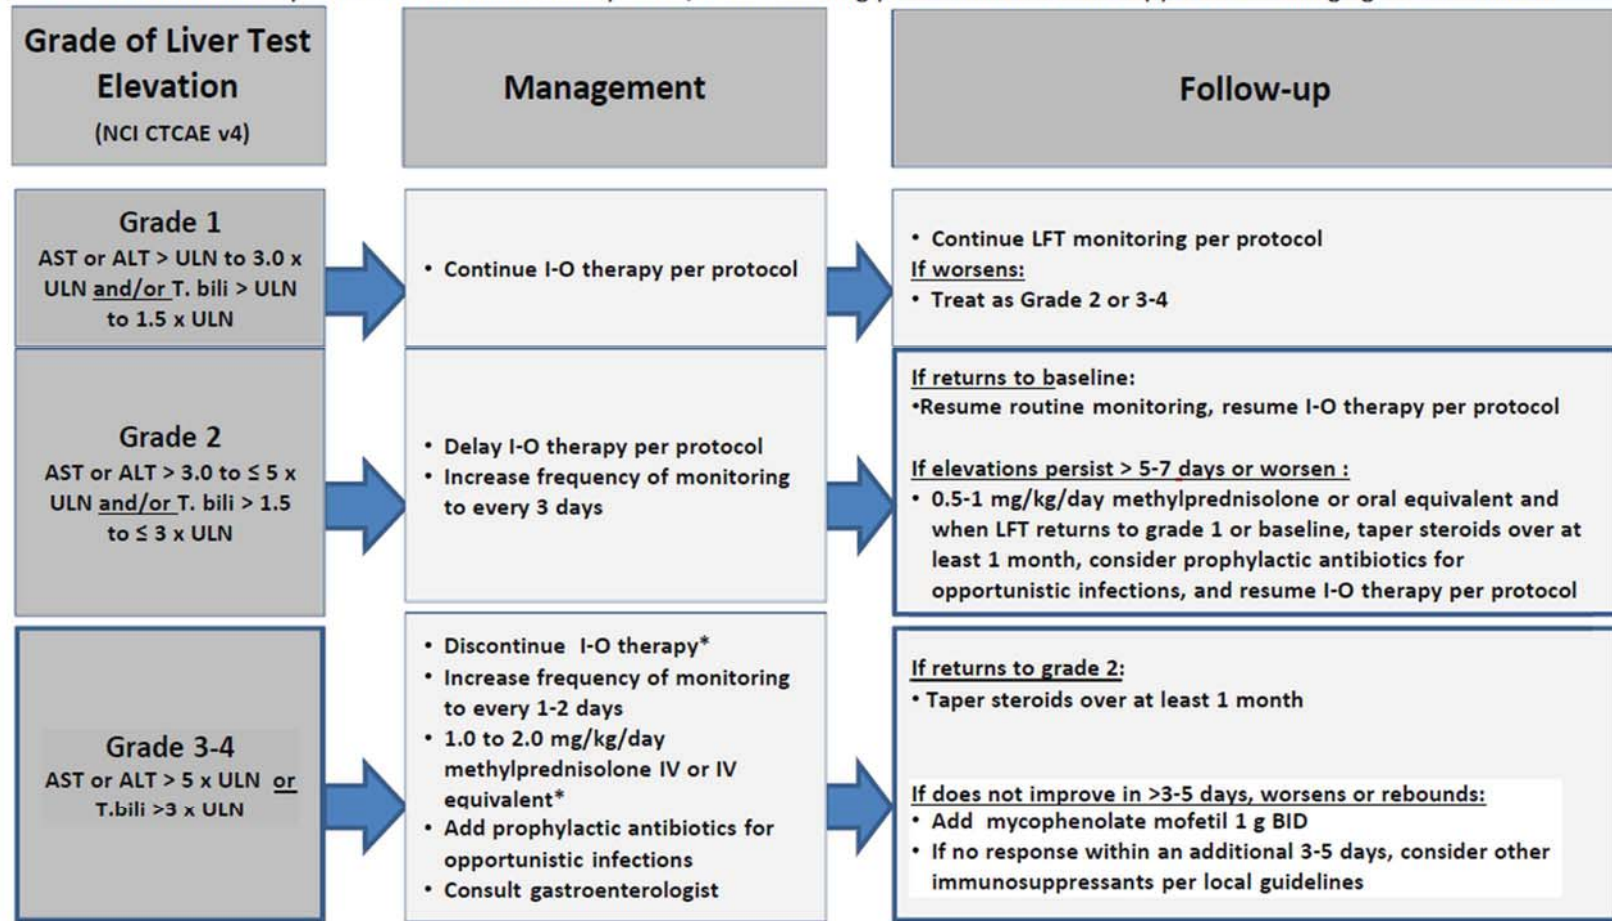 Grade of Liver Test
Elevation
(NCI CTCAE v4)
Management
Follow-up
Grade 1
AST or ALT > ULN to 3.0 x
ULN and/or T. bili > ULN
to 1.5 x ULN
• Continue I-O therapy per protocol
• Continue LFT monitoring per protocol
If worsens:
• Treat as Grade 2 or 3-4
Grade 2
AST or ALT > 3.0 to ≤ 5 x
ULN and/or T. bili > 1.5
to ≤ 3 x ULN
• Delay I-O therapy per protocol
• Increase frequency of monitoring
to every 3 days
If returns to baseline:
•Resume routine monitoring, resume I-O therapy per protocol
If elevations persist > 5-7 days or worsen :
• 0.5-1 mg/kg/day methylprednisolone or oral equivalent and
when LFT returns to grade 1 or baseline, taper steroids over at
least 1 month, consider prophylactic antibiotics for
opportunistic infections, and resume I-O therapy per protocol
Grade 3-4
AST or ALT > 5 x ULN or
T.bili >3 x ULN
• Discontinue I-O therapy*
• Increase frequency of monitoring
to every 1-2 days
• 1.0 to 2.0 mg/kg/day
methylprednisolone IV or IV
equivalent*
• Add prophylactic antibiotics for
opportunistic infections
• Consult gastroenterologist
If returns to grade 2:
• Taper steroids over at least 1 month
If does not improve in >3-5 days, worsens or rebounds:
• Add mycophenolate mofetil 1 g BID
• If no response within an additional 3-5 days, consider other
immunosuppressants per local guidelines